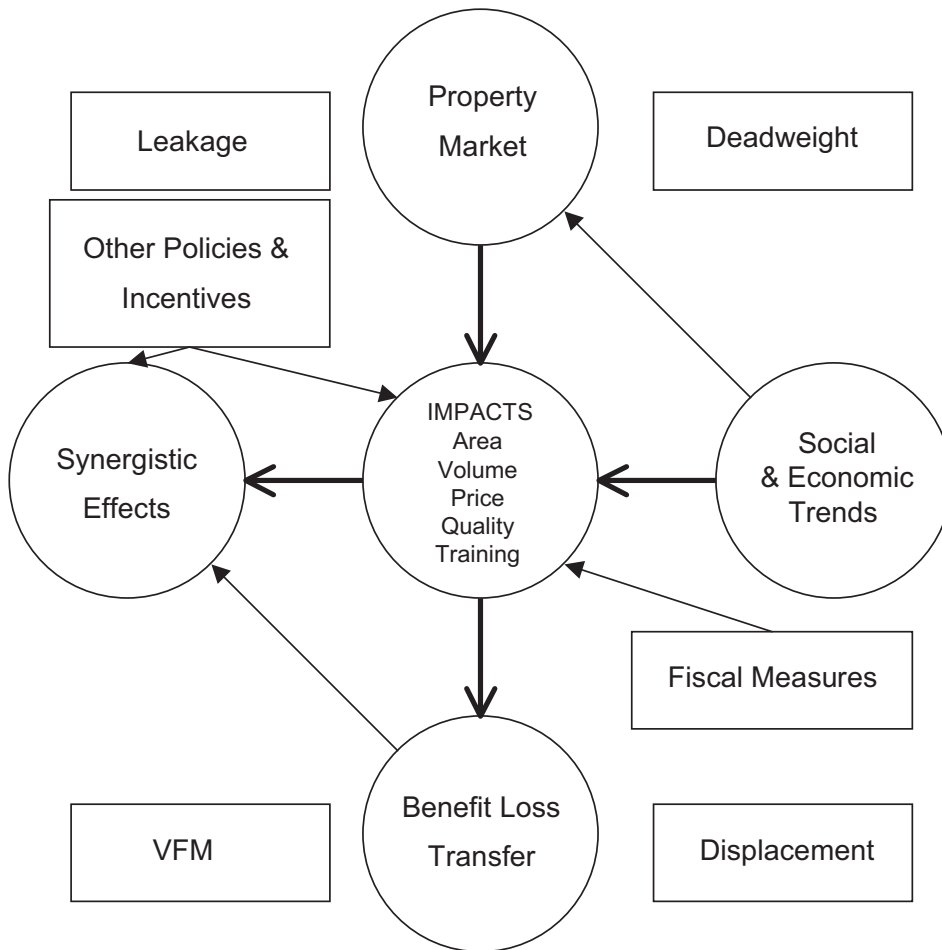 Property
Market
Leakage
Deadweight
Other Policies &
Incentives
IMPACTS
Area
Volume
Price
Quality
Training
Synergistic
Effects
Social
& Economic
Trends
Fiscal Measures
Benefit Loss
Transfer
VFM
Displacement